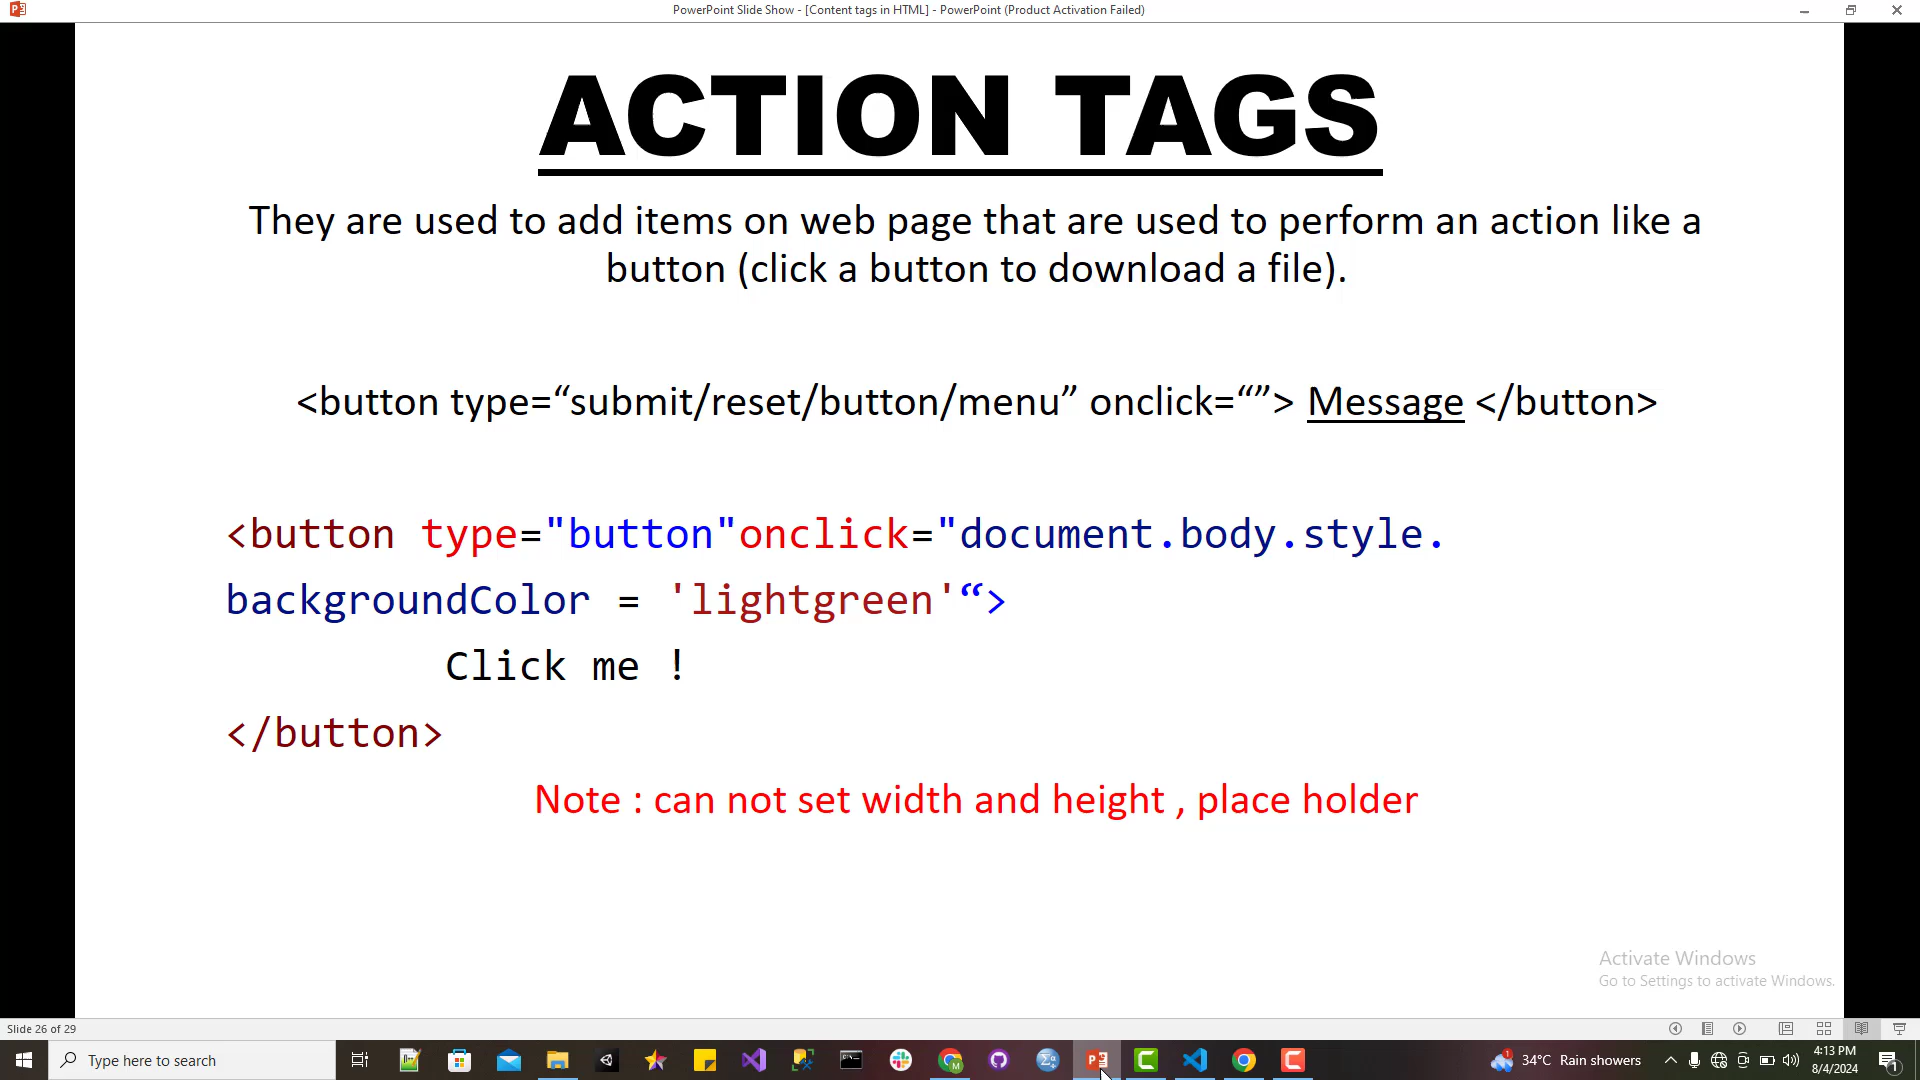 PowerPoint Slide Show - [Content tags in HTML] - PowerPoint (Product Activation Failed)
ACTION TAGS
They are used to add items on web page that are used to perform an action like a
button (click a button to download a file).
<button type=“submit/reset/button/menu” onclick=“”> Message </button>
<button type="button"onclick="document.body.style.
backgroundColor = 'lightgreen'“>
Click me !
</button>
Note : can not set width and height , place holder
Activate Windows
Go to Settings to activate Windows.
Slide 26 of 29
Type here to search
34°C Rain showers
4:13 PM
8/4/2024